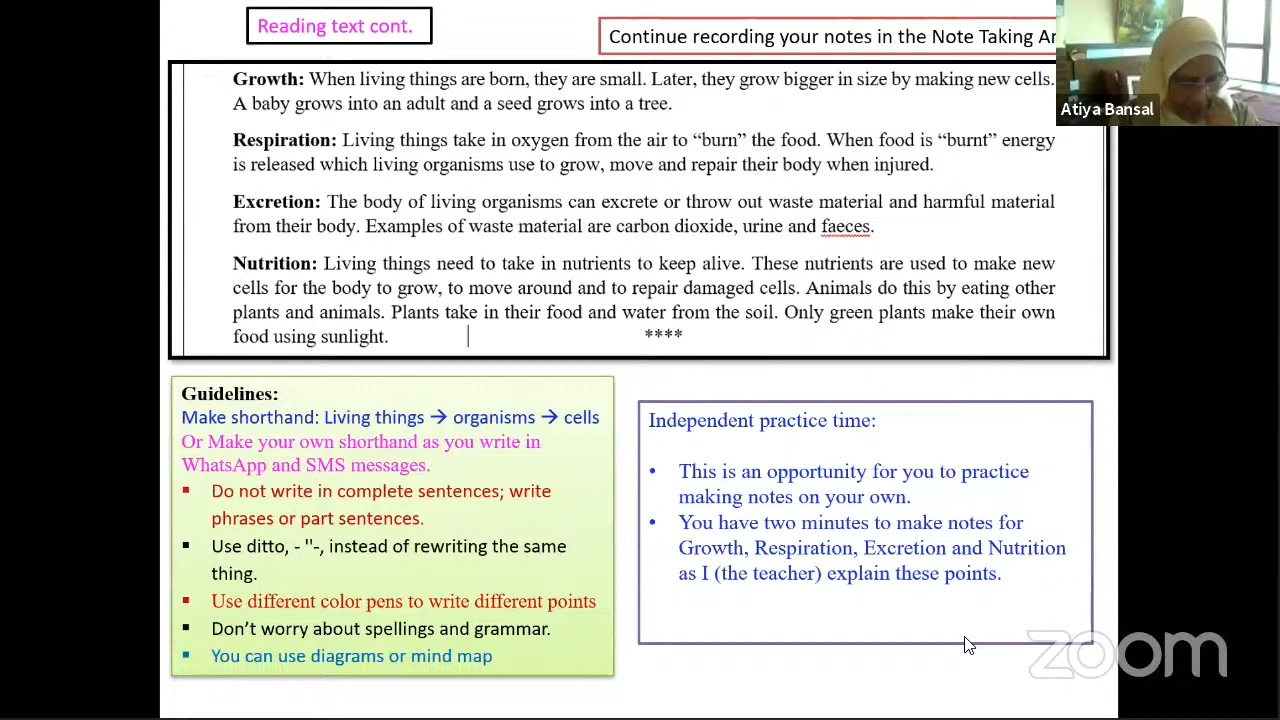 Reading text cont.
Continue recording your notes in the Note Taking Ar
Atiya Bansal
Growth: When living things are born, they are small. Later, they grow bigger in size by making new cells.
A baby grows into an adult and a seed grows into a tree.
Respiration: Living things take in oxygen from the air to “burn” the food. When food is “burnt” energy
is released which living organisms use to grow, move and repair their body when injured.
Excretion: The body of living organisms can excrete or throw out waste material and harmful material
from their body. Examples of waste material are carbon dioxide, urine and faeces.
Nutrition: Living things need to take in nutrients to keep alive. These nutrients are used to make new
cells for the body to grow, to move around and to repair damaged cells. Animals do this by eating other
plants and animals. Plants take in their food and water from the soil. Only green plants make their own
food using sunlight. ****
Guidelines:
Make shorthand: Living things → organisms → cells
Or Make your own shorthand as you write in
WhatsApp and SMS messages.
▪ Do not write in complete sentences; write
phrases or part sentences.
▪ Use ditto, - "-, instead of rewriting the same
thing.
▪ Use different color pens to write different points
▪ Don’t worry about spellings and grammar.
▪ You can use diagrams or mind map
Independent practice time:
• This is an opportunity for you to practice
making notes on your own.
• You have two minutes to make notes for
Growth, Respiration, Excretion and Nutrition
as I (the teacher) explain these points.
zoom